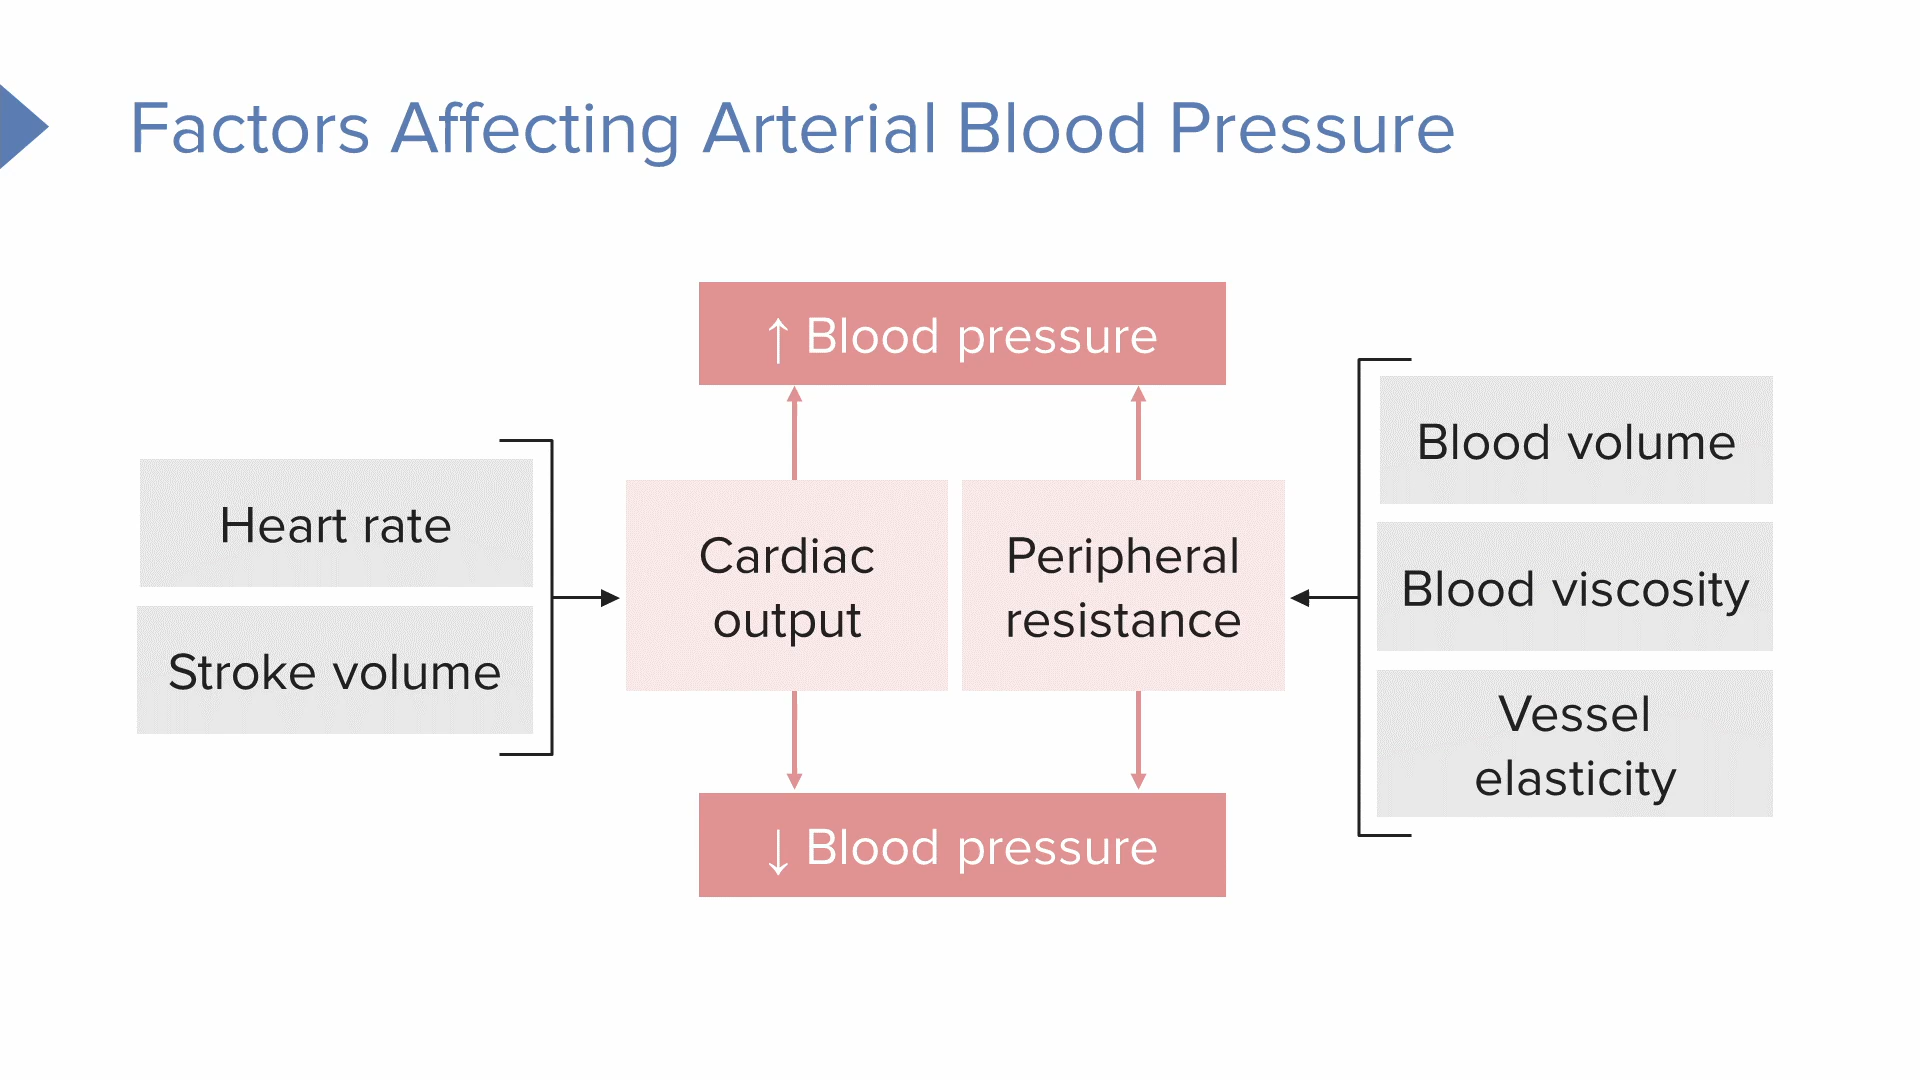 Factors Affecting Arterial Blood Pressure
↑ Blood pressure
Heart rate
Stroke volume
Cardiac
output
Peripheral
resistance
Blood volume
Blood viscosity
Vessel
elasticity
↓ Blood pressure